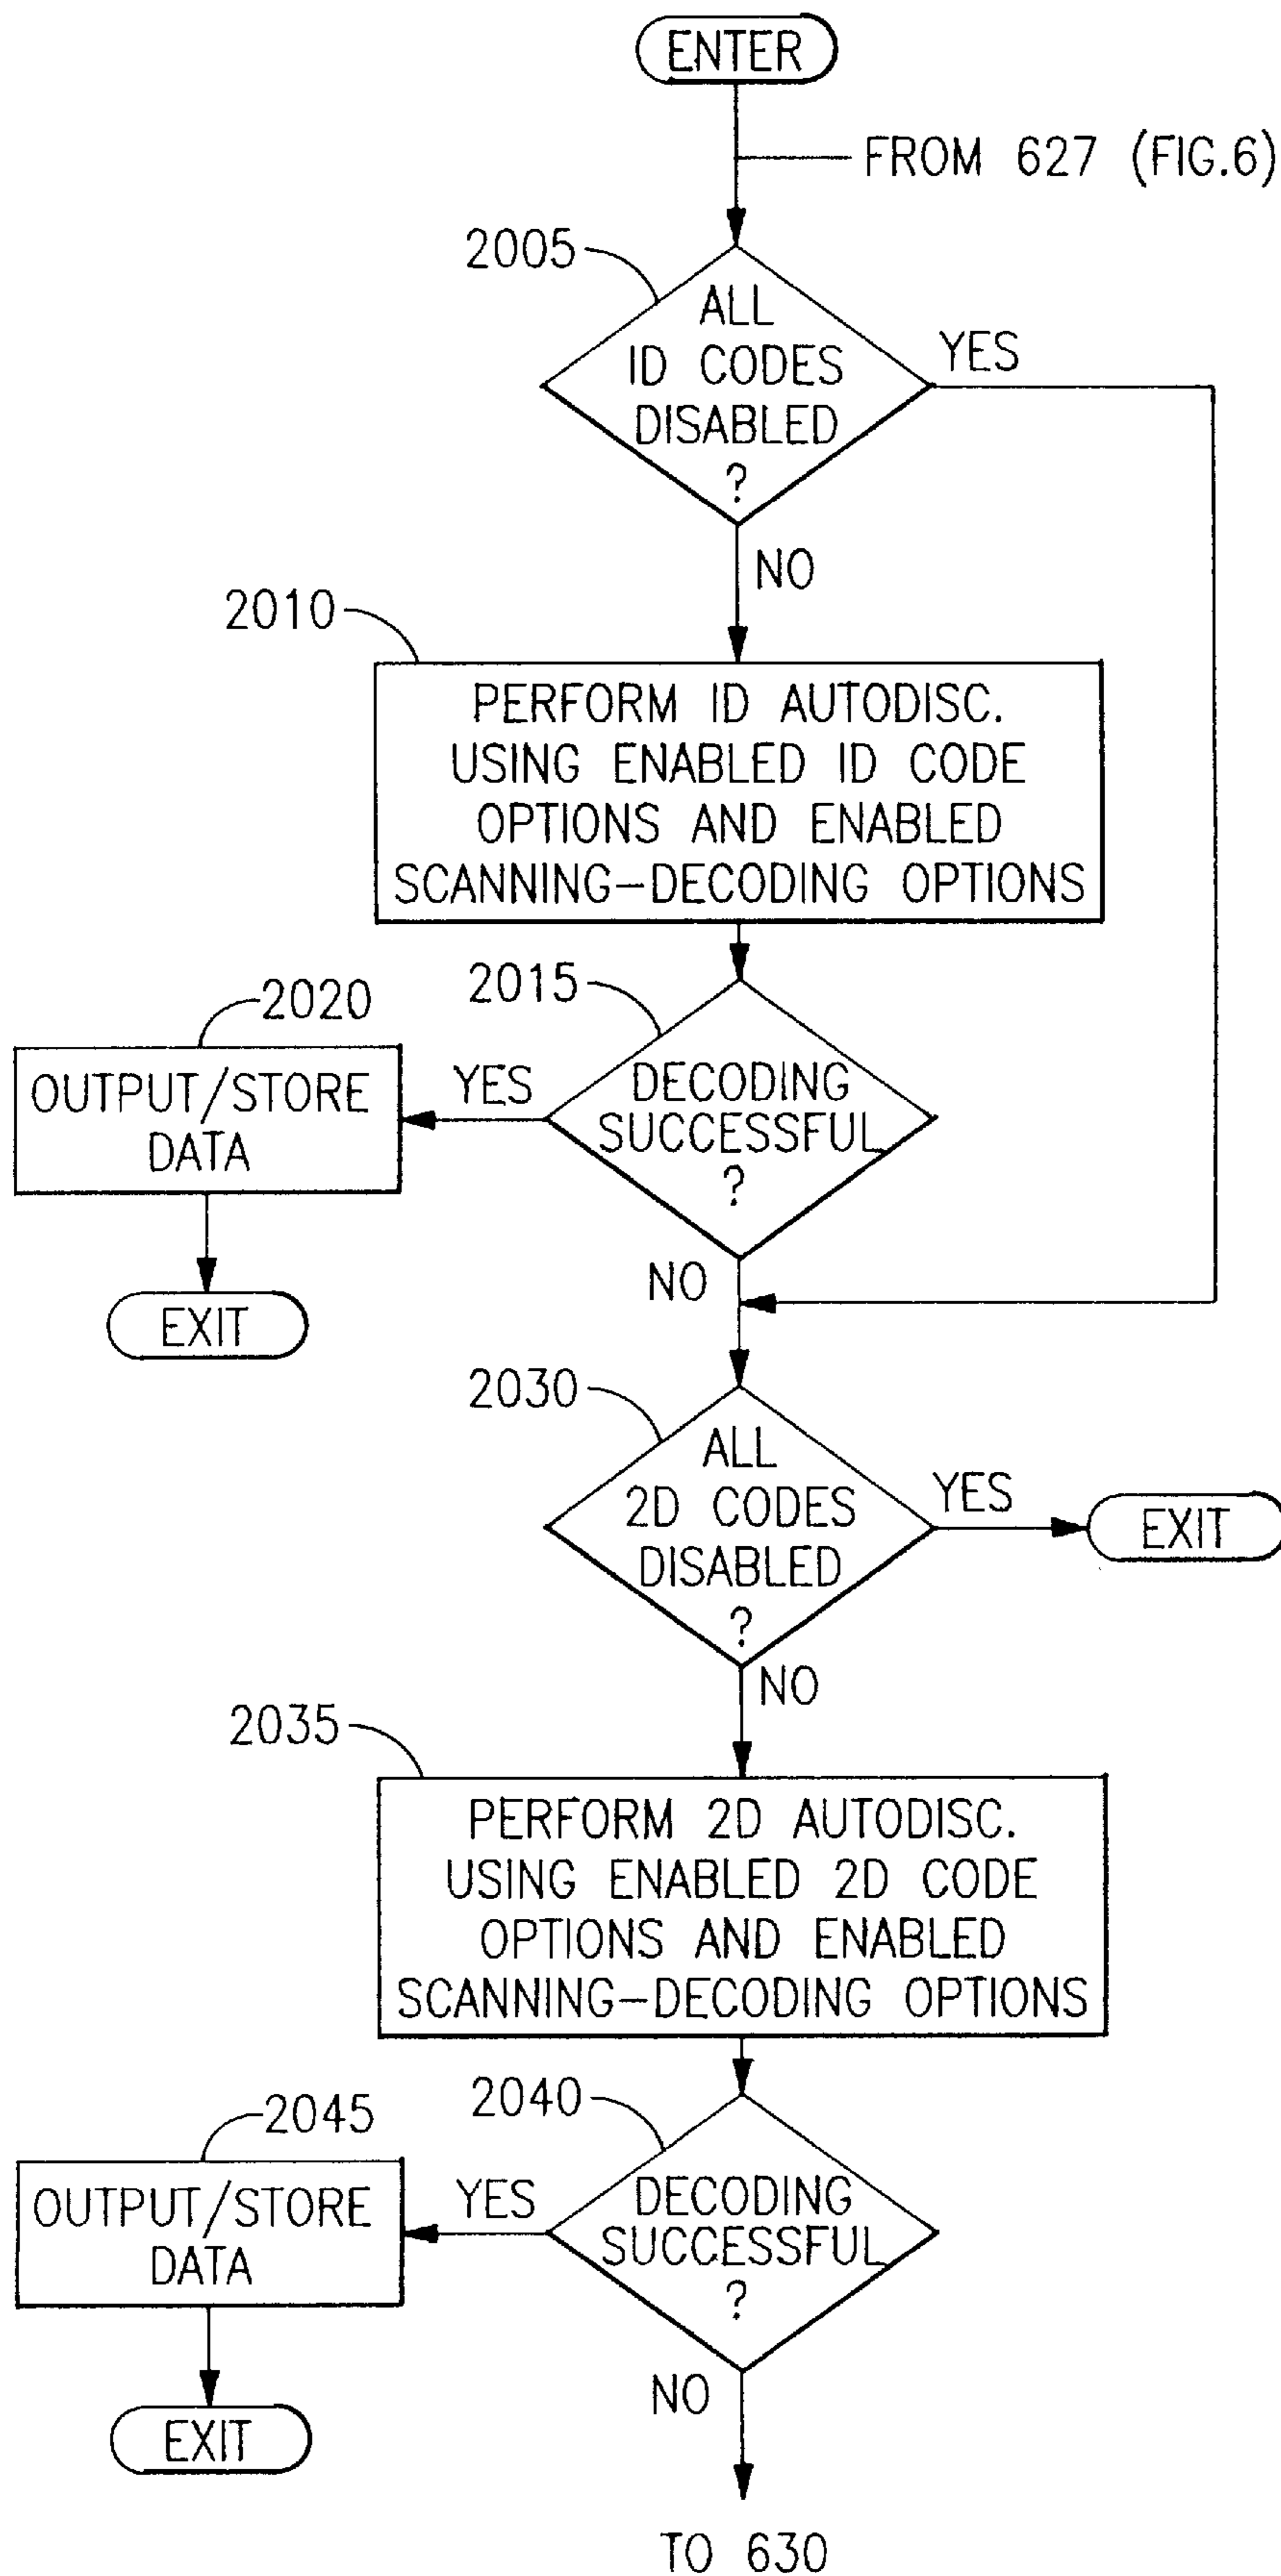 ENTER
FROM 627 (FIG.6)
2005
ALL
ID CODES
DISABLED
?
YES
NO
2010
PERFORM ID AUTODISC.
USING ENABLED ID CODE
OPTIONS AND ENABLED
SCANNING-DECODING OPTIONS
2015
2020
DECODING
SUCCESSFUL
?
YES
OUTPUT/STORE
DATA
NO
EXIT
2030
ALL
2D CODES
DISABLED
?
YES
EXIT
NO
2035
PERFORM 2D AUTODISC.
USING ENABLED 2D CODE
OPTIONS AND ENABLED
SCANNING-DECODING OPTIONS
2040
2045
DECODING
SUCCESSFUL
?
YES
OUTPUT/STORE
DATA
NO
EXIT
TO 630